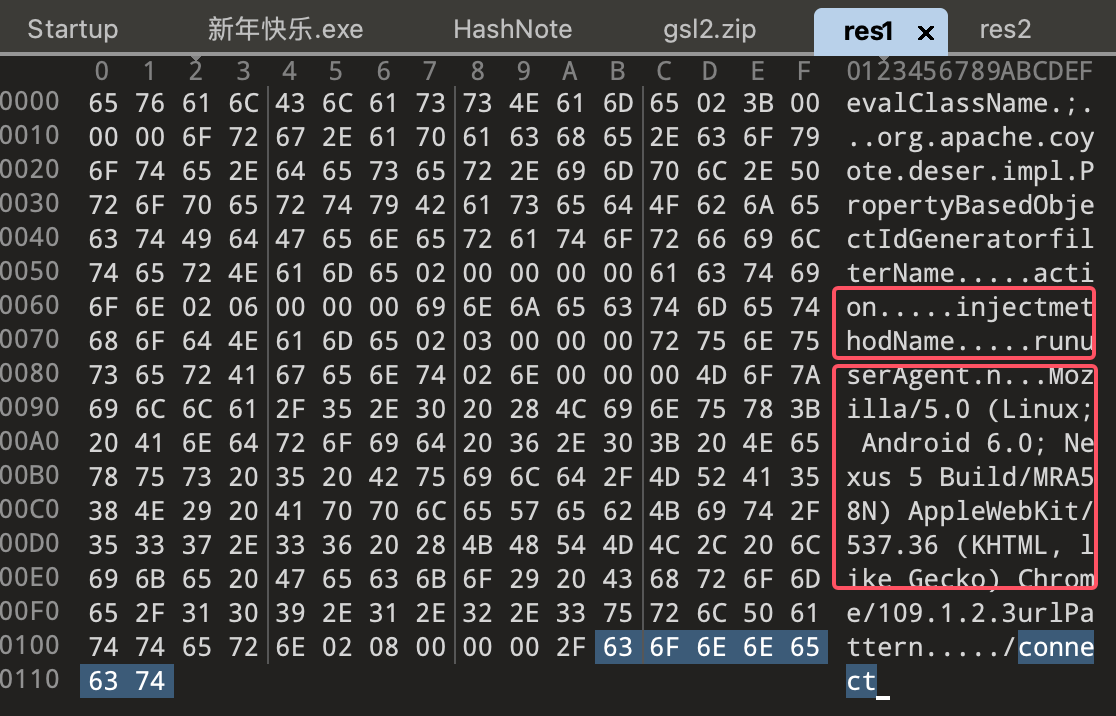 Startup 新年快乐.exe HashNote gsl2.zip res1 × res2
0 1 2 3 4 5 6 7 8 9 A B C D E F 0123456789ABCDEF
0000 65 76 61 6C 43 6C 61 73 73 4E 61 6D 65 02 3B 00 evalClassName.;.
0010 00 00 6F 72 67 2E 61 70 61 63 68 65 2E 63 6F 79 ..org.apache.coy
0020 6F 74 65 2E 64 65 73 65 72 2E 69 6D 70 6C 2E 50 ote.deser.impl.P
0030 72 6F 70 65 72 74 79 42 61 73 65 64 4F 62 6A 65 ropertyBasedObje
0040 63 74 49 64 47 65 6E 65 72 61 74 6F 72 66 69 6C ctIdGeneratorfil
0050 74 65 72 4E 61 6D 65 02 00 00 00 00 61 63 74 69 terName.....acti
0060 6F 6E 02 06 00 00 00 69 6E 6A 65 63 74 6D 65 74 on.....injectmet
0070 68 6F 64 4E 61 6D 65 02 03 00 00 00 72 75 6E 75 hodName.....runu
0080 73 65 72 41 67 65 6E 74 02 6E 00 00 00 4D 6F 7A serAgent.n...Moz
0090 69 6C 6C 61 2F 35 2E 30 20 28 4C 69 6E 75 78 3B illa/5.0 (Linux;
00A0 20 41 6E 64 72 6F 69 64 20 36 2E 30 3B 20 4E 65  Android 6.0; Ne
00B0 78 75 73 20 35 20 42 75 69 6C 64 2F 4D 52 41 35 xus 5 Build/MRA5
00C0 38 4E 29 20 41 70 70 6C 65 57 65 62 4B 69 74 2F 8N) AppleWebKit/
00D0 35 33 37 2E 33 36 20 28 4B 48 54 4D 4C 2C 20 6C 537.36 (KHTML, l
00E0 69 6B 65 20 47 65 63 6B 6F 29 20 43 68 72 6F 6D ike Gecko) Chrom
00F0 65 2F 31 30 39 2E 31 2E 32 2E 33 75 72 6C 50 61 e/109.1.2.3urlPa
0100 74 74 65 72 6E 02 08 00 00 00 2F 63 6F 6E 6E 65 ttern...../conne
0110 63 74 ct